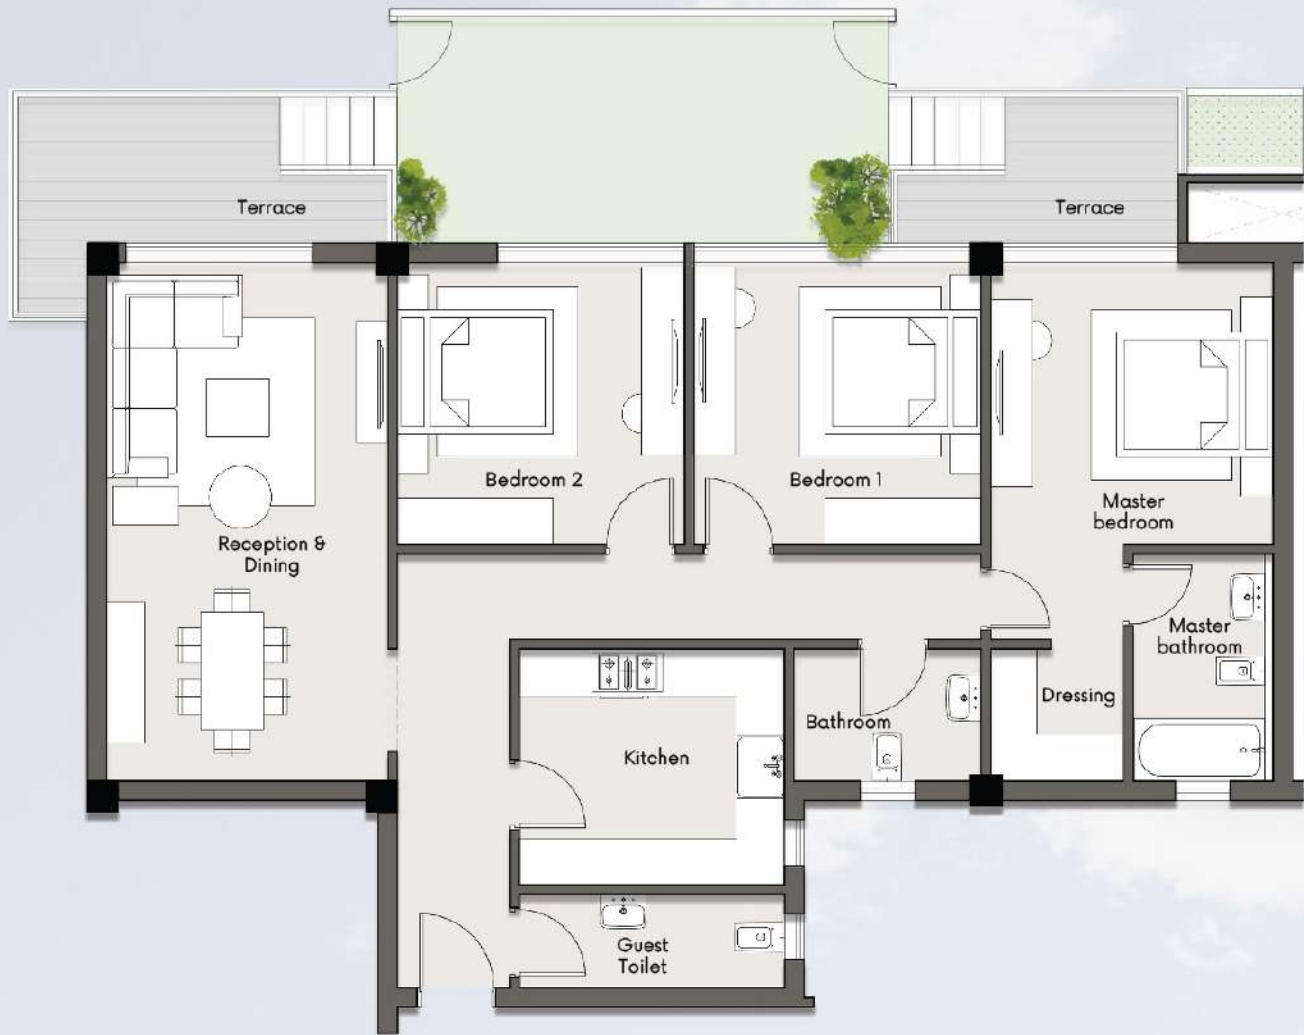 Terrace
Terrace
Bedroom 2
Bedroom 1
Master
bedroom
Reception &
Dining
Master
bathroom
Dressing
Bathroom
Kitchen
Guest
Toilet